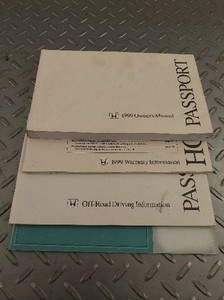 1999 Owner's Manual
PASSPORT
1999 Warranty Information
HO
Off-Road Driving Information
PASS